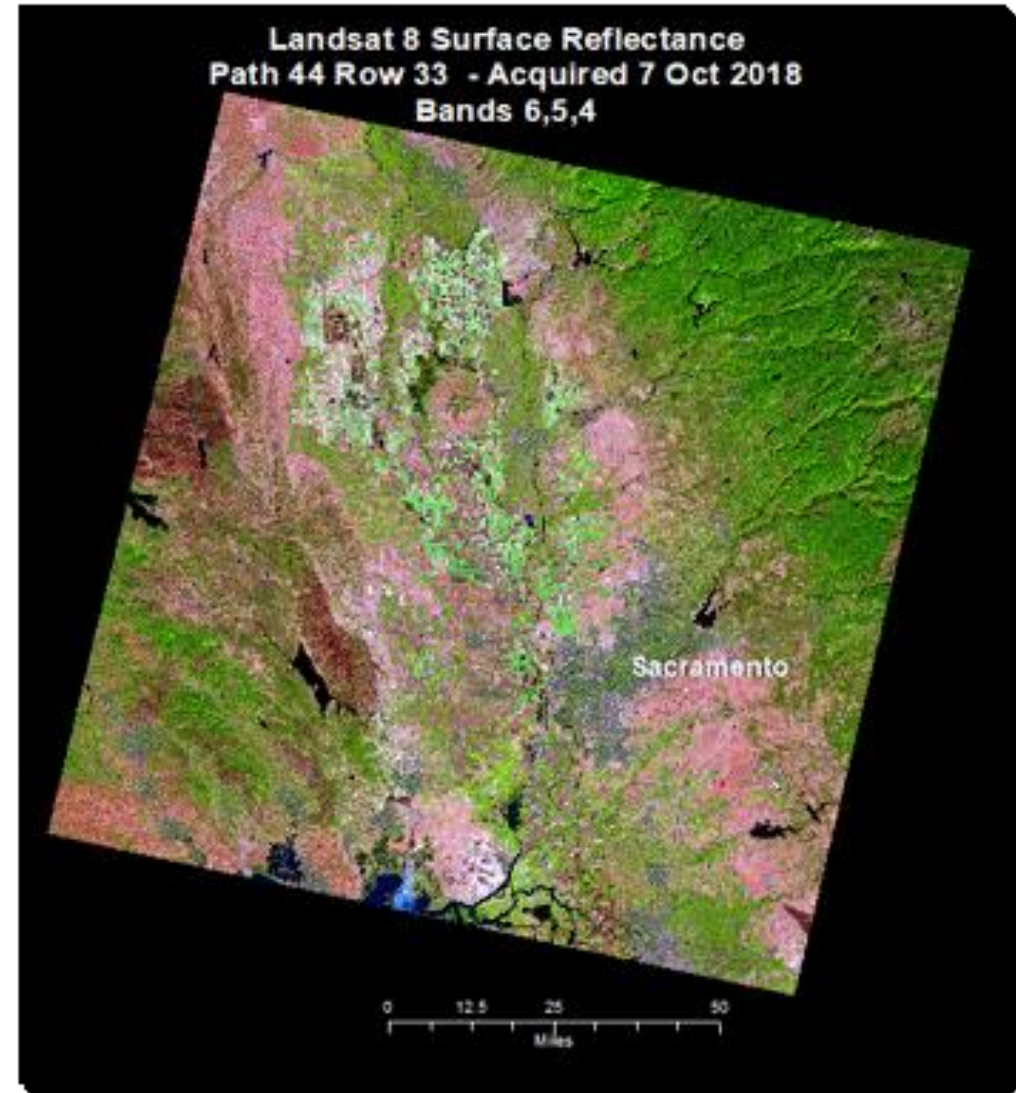 Landsat 8 Surface Reflectance
Path 44 Row 33 - Acquired 7 Oct 2018
Bands 6,5,4
Sacramento
0 12.5 25 50
Miles